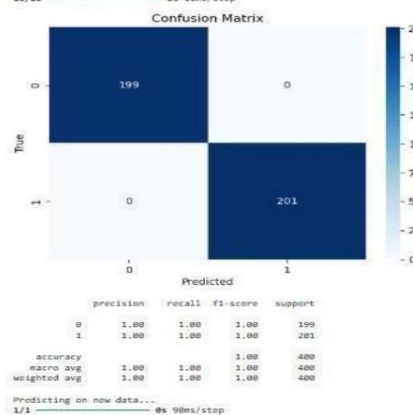 Confusion Matrix
0
199
0
True
1
0
201
0
1
Predicted
precision recall f1-score support
0 1.00 1.00 1.00 199
1 1.00 1.00 1.00 201
accuracy 1.00 400
macro avg 1.00 1.00 1.00 400
weighted avg 1.00 1.00 1.00 400
Predicting on new data...
1/1 0s 90ms/step